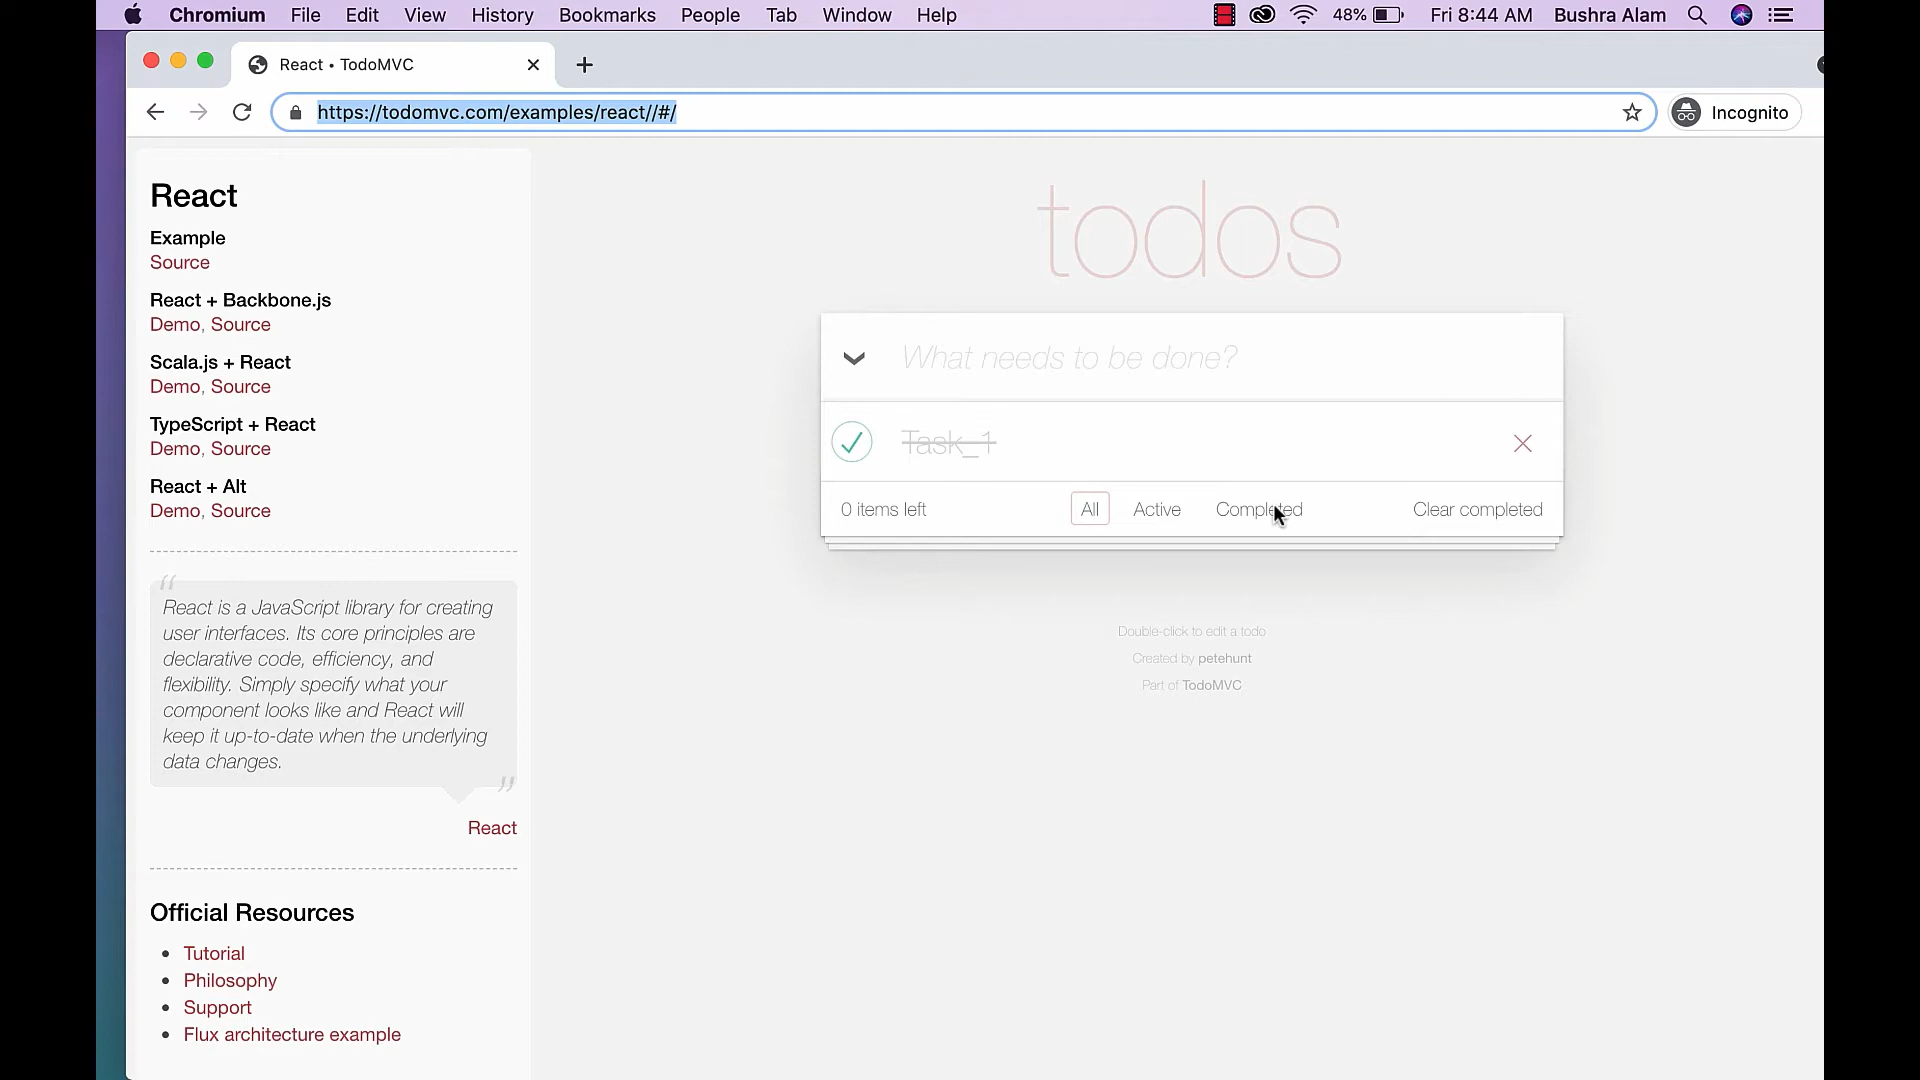 Chromium File Edit View History Bookmarks People Tab Window Help 48% Fri 8:44 AM Bushra Alam
React • TodoMVC
https://todomvc.com/examples/react//#/ Incognito
React
Example
Source
React + Backbone.js
Demo, Source
Scala.js + React
Demo, Source
TypeScript + React
Demo, Source
React + Alt
Demo, Source
“
React is a JavaScript library for creating
user interfaces. Its core principles are
declarative code, efficiency, and
flexibility. Simply specify what your
component looks like and React will
keep it up-to-date when the underlying
data changes.
”
React
Official Resources
• Tutorial
• Philosophy
• Support
• Flux architecture example
todos
What needs to be done?
Task_1
0 items left All Active Completed Clear completed
Double-click to edit a todo
Created by petehunt
Part of TodoMVC